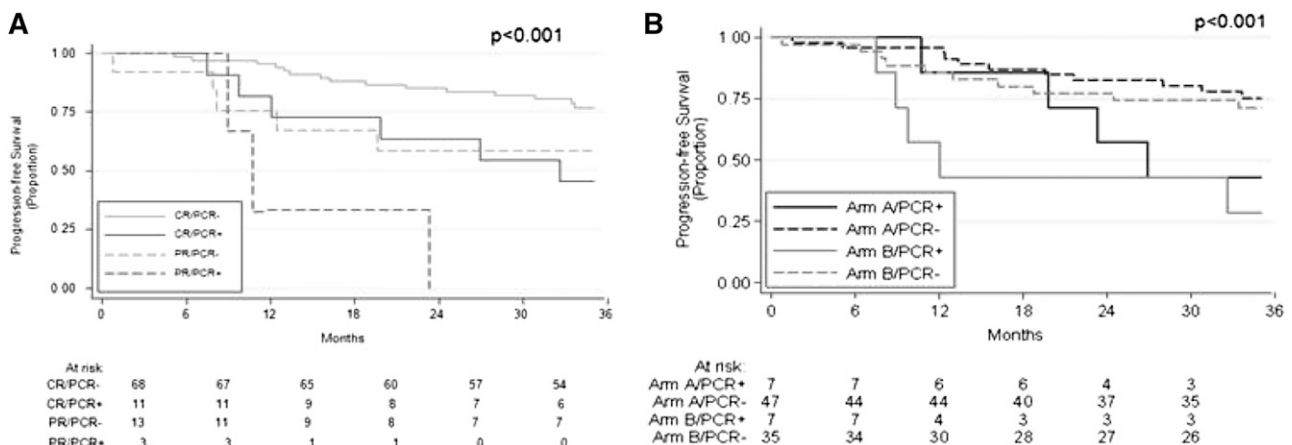 A
p<0.001
Progression-free Survival
(Proportion)
1 00
0 75
0 50
0 25
0 00
CR/PCR-
CR/PCR+
PR/PCR-
PR/PCR+
0 6 12 18 24 30 36
Months
At risk:
CR/PCR- 68 67 65 60 57 54
CR/PCR+ 11 11 9 8 7 6
PR/PCR- 13 11 9 8 7 7
PR/PCR+ 3 3 1 1 0 0
B
p<0.001
Progression-free Survival
(Proportion)
1.00
0.75
0.50
0.25
0.00
Arm A/PCR+
Arm A/PCR-
Arm B/PCR+
Arm B/PCR-
0 6 12 18 24 30 36
Months
At risk:
Arm A/PCR+ 7 7 6 6 4 3
Arm A/PCR- 47 44 44 40 37 35
Arm B/PCR+ 7 7 4 3 3 3
Arm B/PCR- 35 34 30 28 27 26